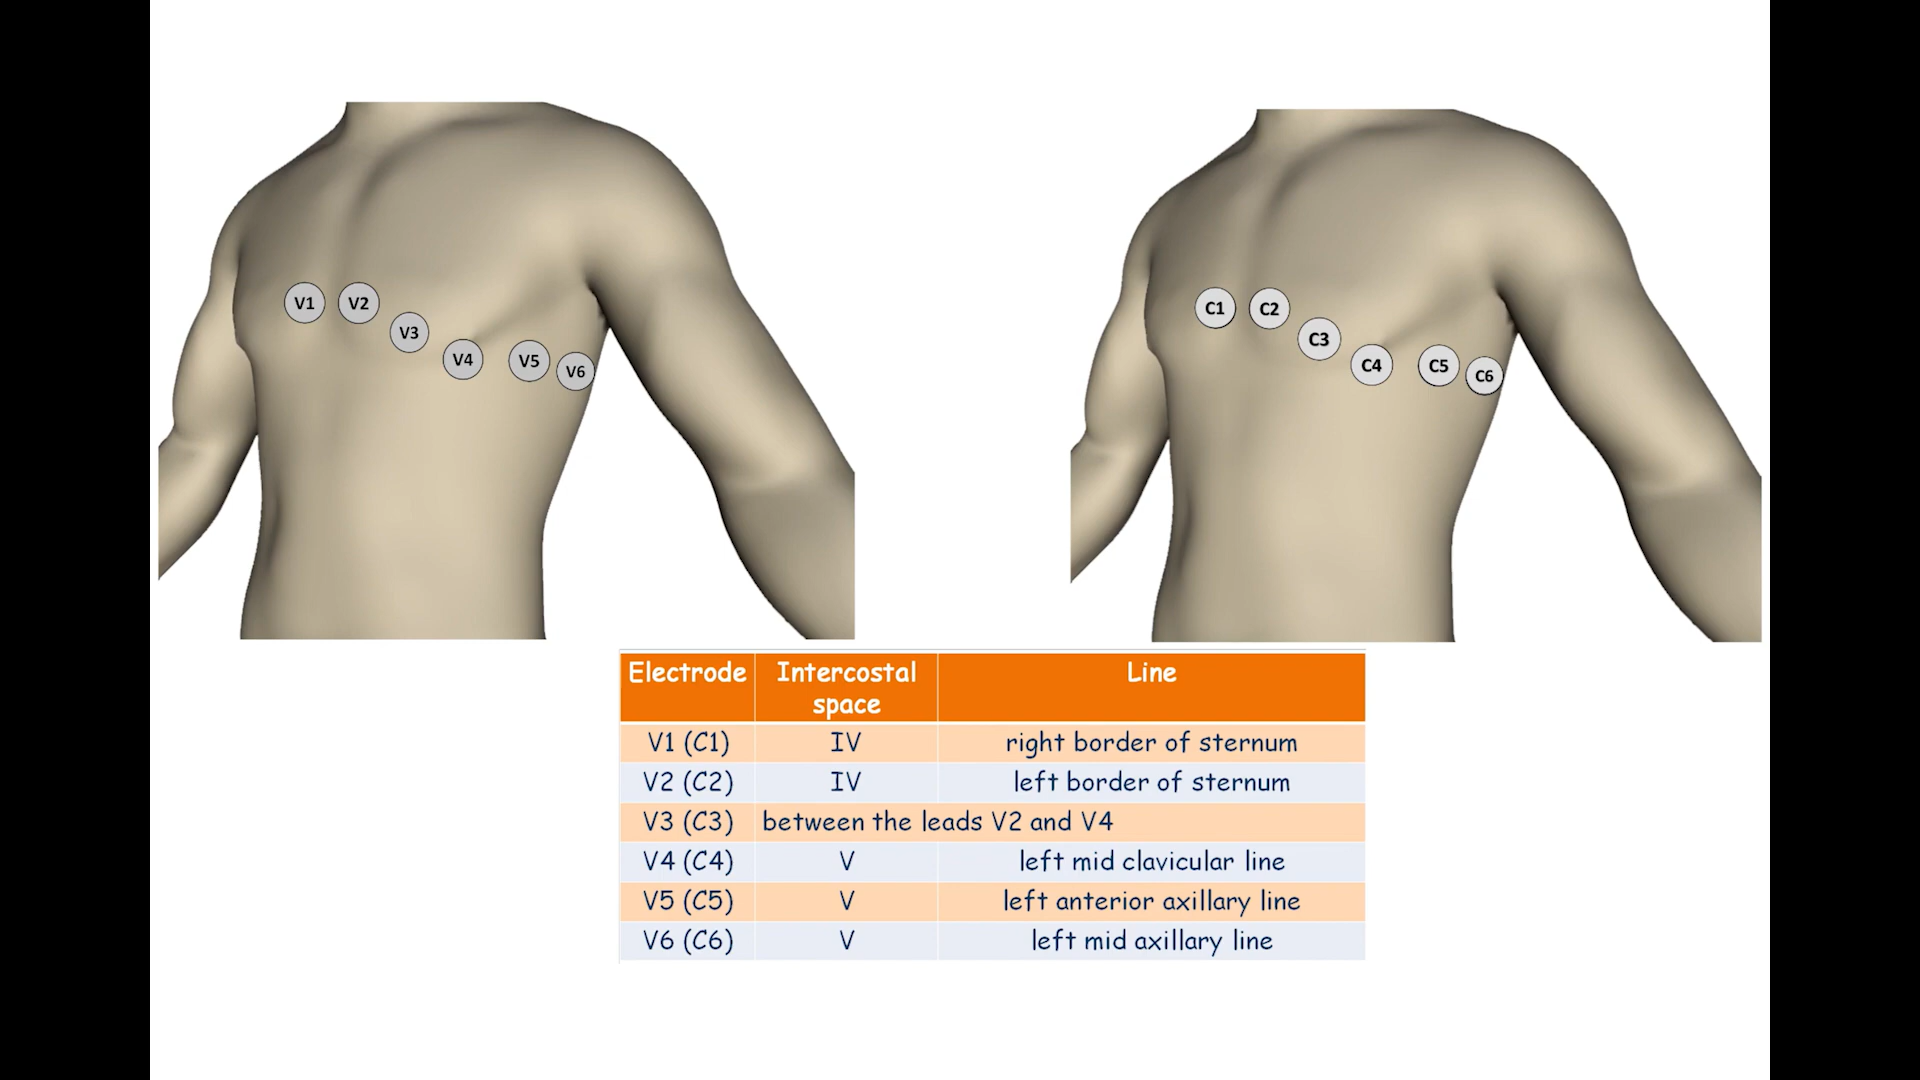 V1
V2
V3
V4
V5
V6
C1
C2
C3
C4
C5
C6
Electrode Intercostal space Line
V1 (C1) IV right border of sternum
V2 (C2) IV left border of sternum
V3 (C3) between the leads V2 and V4
V4 (C4) V left mid clavicular line
V5 (C5) V left anterior axillary line
V6 (C6) V left mid axillary line